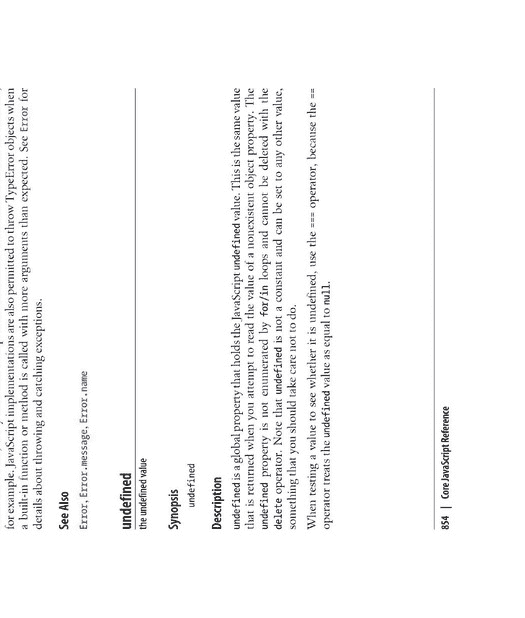 for example, JavaScript implementations are also permitted to throw TypeError objects when
a built-in function or method is called with more arguments than expected. See Error for
details about throwing and catching exceptions.
See Also
Error, Error.message, Error.name
undefined
the undefined value
Synopsis
undefined
Description
undefined is a global property that holds the JavaScript undefined value. This is the same value
that is returned when you attempt to read the value of a nonexistent object property. The
undefined property is not enumerated by for/in loops and cannot be deleted with the
delete operator. Note that undefined is not a constant and can be set to any other value,
something that you should take care not to do.
When testing a value to see whether it is undefined, use the === operator, because the ==
operator treats the undefined value as equal to null.
854 | Core JavaScript Reference